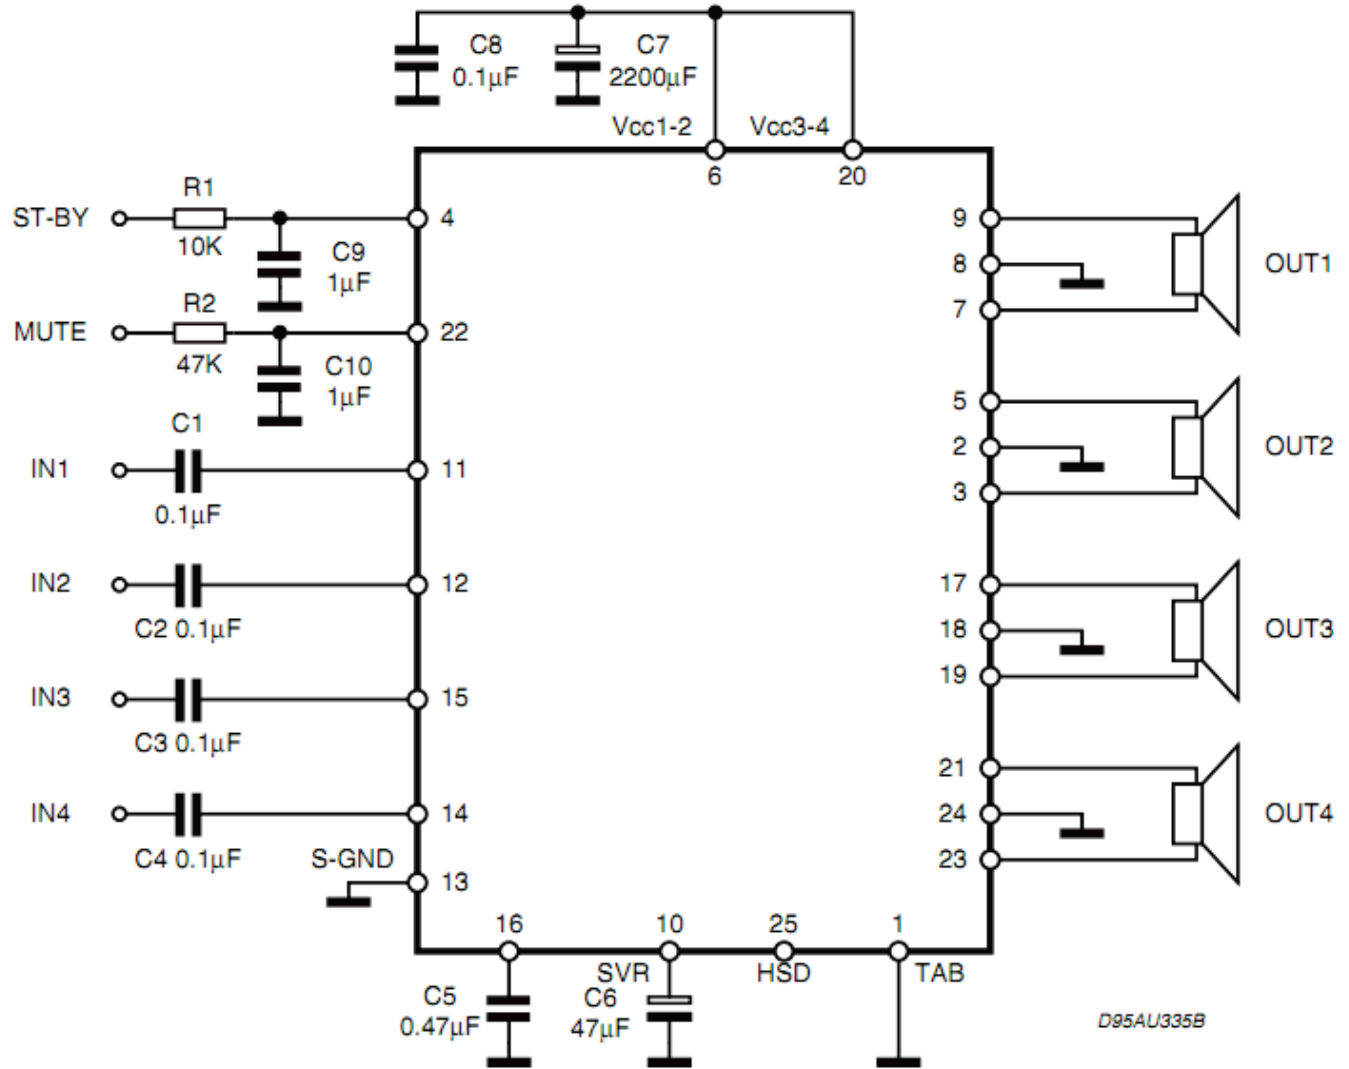 C8
0.1µF
C7
2200µF
Vcc1-2
Vcc3-4
6
20
ST-BY
R1
10K
4
C9
1µF
MUTE
R2
47K
22
C10
1µF
IN1
C1
0.1µF
11
IN2
C2 0.1µF
12
IN3
C3 0.1µF
15
IN4
C4 0.1µF
14
S-GND
13
9
8
7
OUT1
5
2
3
OUT2
17
18
19
OUT3
21
24
23
OUT4
16
10
25
1
SVR
HSD
TAB
C5
0.47µF
C6
47µF
D95AU335B